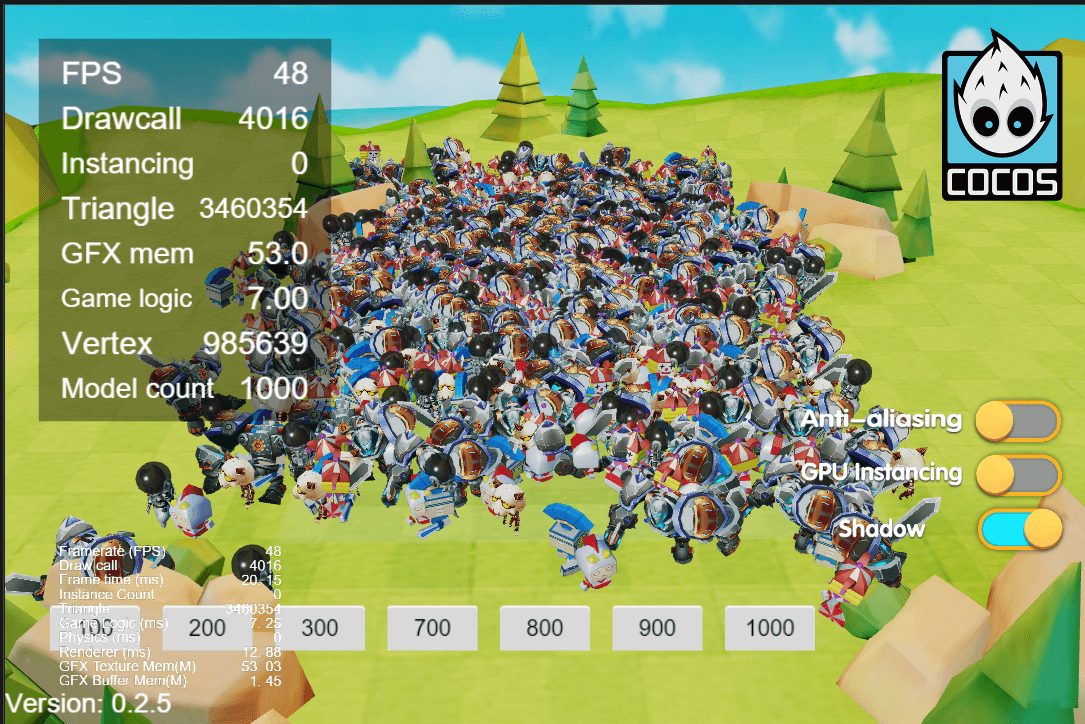 FPS 48
Drawcall 4016
Instancing 0
Triangle 3460354
GFX mem 53.0
Game logic 7.00
Vertex 985639
Model count 1000
COCOS
Anti-aliasing
GPU Instancing
Shadow
Framerate (FPS) 48
Draw call 4016
Frame time (ms) 20. 15
Instance Count 0
Triangle 3460354
Game Logic (ms) 7. 25
Physics (ms) 0
Renderer (ms) 12. 88
GFX Texture Mem(M) 53. 03
GFX Buffer Mem(M) 1. 45
200 300 700 800 900 1000
Version: 0.2.5